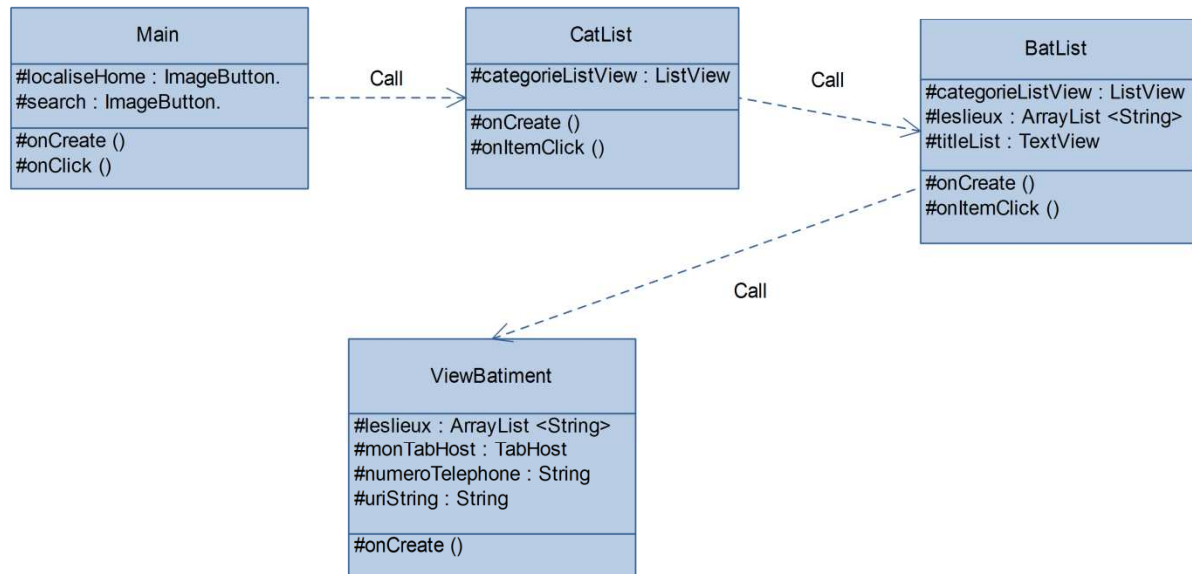 Main
#localiseHome : ImageButton.
#search : ImageButton.
#onCreate ()
#onClick ()
Call
CatList
#categorieListView : ListView
#onCreate ()
#onItemClick ()
Call
BatList
#categorieListView : ListView
#leslieux : ArrayList <String>
#titleList : TextView
#onCreate ()
#onItemClick ()
Call
ViewBatiment
#leslieux : ArrayList <String>
#monTabHost : TabHost
#numeroTelephone : String
#uriString : String
#onCreate ()